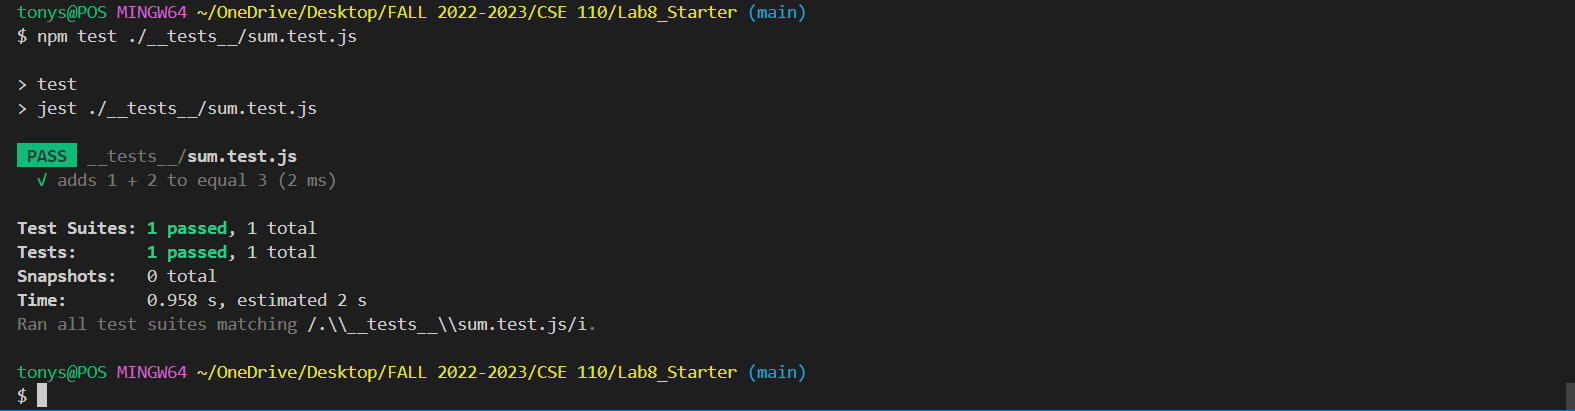 tonys@POS MINGW64 ~/OneDrive/Desktop/FALL 2022-2023/CSE 110/Lab8_Starter (main)
$ npm test ./__tests__/sum.test.js
> test
> jest ./__tests__/sum.test.js
PASS __tests__/sum.test.js
√ adds 1 + 2 to equal 3 (2 ms)
Test Suites: 1 passed, 1 total
Tests: 1 passed, 1 total
Snapshots: 0 total
Time: 0.958 s, estimated 2 s
Ran all test suites matching /.\\__tests__\\sum.test.js/i.
tonys@POS MINGW64 ~/OneDrive/Desktop/FALL 2022-2023/CSE 110/Lab8_Starter (main)
$